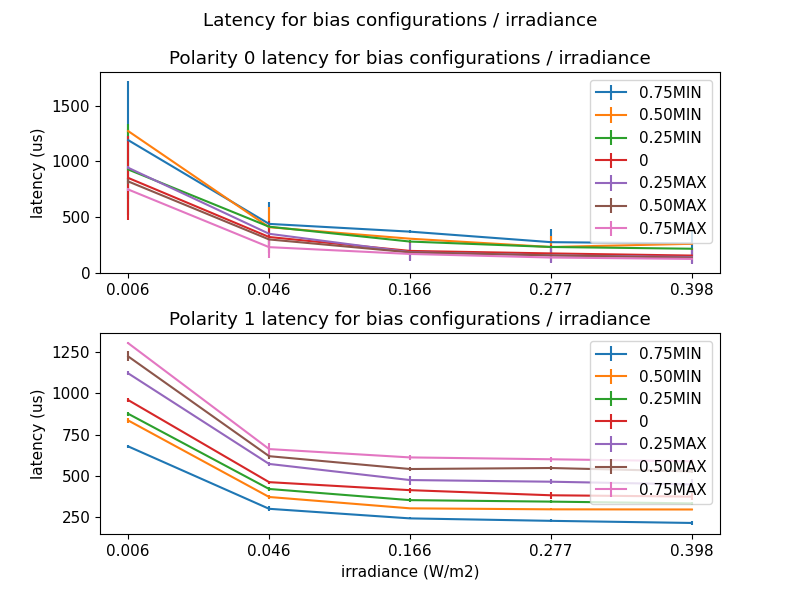 Latency for bias configurations / irradiance
Polarity 0 latency for bias configurations / irradiance
1500
1000
500
0
latency (us)
0.75MIN
0.50MIN
0.25MIN
0
0.25MAX
0.50MAX
0.75MAX
0.006 0.046 0.166 0.277 0.398
Polarity 1 latency for bias configurations / irradiance
1250
1000
750
500
250
latency (us)
0.75MIN
0.50MIN
0.25MIN
0
0.25MAX
0.50MAX
0.75MAX
0.006 0.046 0.166 0.277 0.398
irradiance (W/m2)